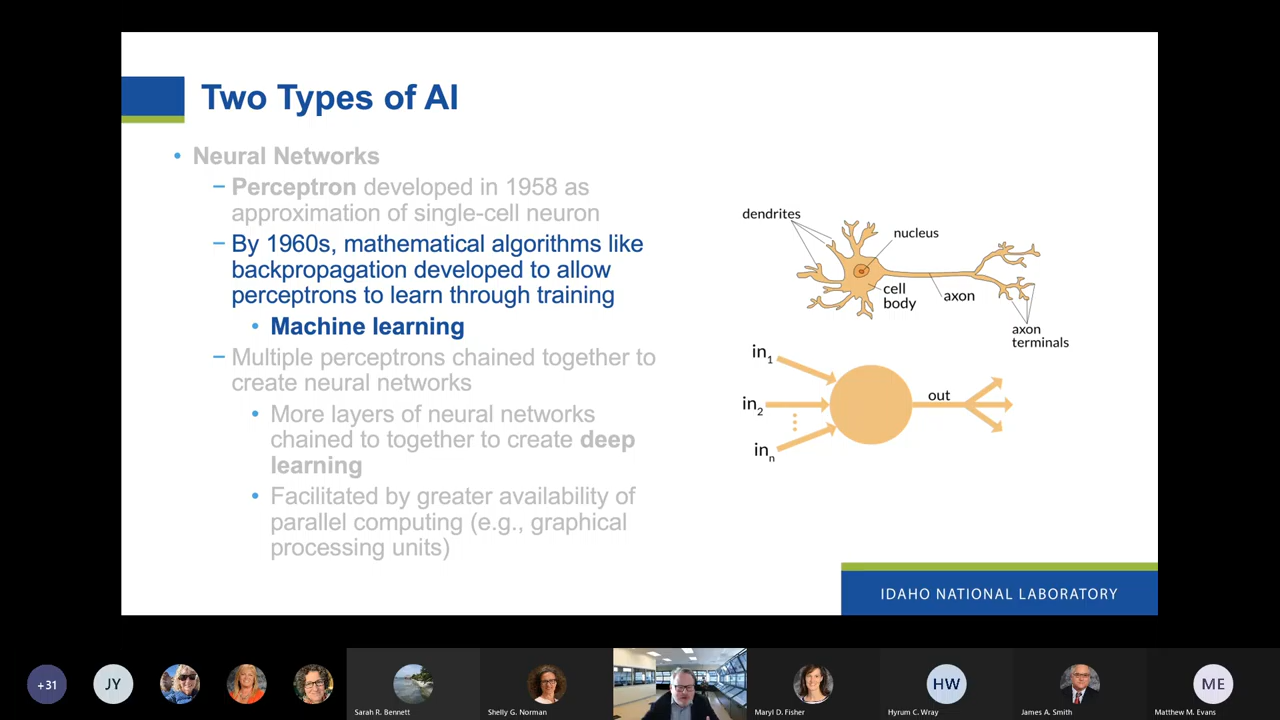 Two Types of AI
• Neural Networks
− Perceptron developed in 1958 as
approximation of single-cell neuron
− By 1960s, mathematical algorithms like
backpropagation developed to allow
perceptrons to learn through training
• Machine learning
− Multiple perceptrons chained together to
create neural networks
• More layers of neural networks
chained to together to create deep
learning
• Facilitated by greater availability of
parallel computing (e.g., graphical
processing units)
dendrites
nucleus
cell
body
axon
axon
terminals
in1
in2
inn
out
IDAHO NATIONAL LABORATORY
+31
JY
HW
ME
Sarah R. Bennett
Shelly G. Norman
Maryl D. Fisher
Hyrum C. Wray
James A. Smith
Matthew M. Evans